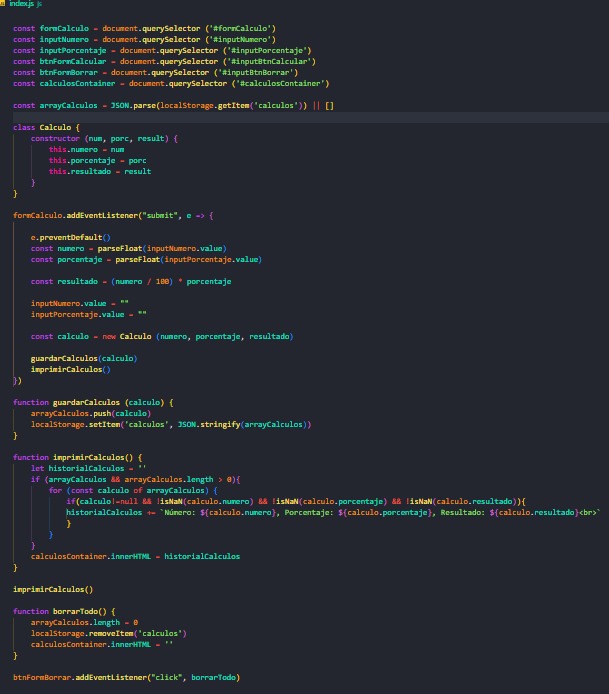 index.js js
const formCalculo = document.querySelector ('#formCalculo')
const inputNumero = document.querySelector ('#inputNumero')
const inputPorcentaje = document.querySelector ('#inputPorcentaje')
const btnFormCalcular = document.querySelector ('#inputBtnCalcular')
const btnFormBorrar = document.querySelector ('#inputBtnBorrar')
const calculosContainer = document.querySelector ('#calculosContainer')
const arrayCalculos = JSON.parse(localStorage.getItem('calculos')) || []
class Calculo {
constructor (num, porc, result) {
this.numero = num
this.porcentaje = porc
this.resultado = result
}
}
formCalculo.addEventListener("submit", e => {
e.preventDefault()
const numero = parseFloat(inputNumero.value)
const porcentaje = parseFloat(inputPorcentaje.value)
const resultado = (numero / 100) * porcentaje
inputNumero.value = ""
inputPorcentaje.value = ""
const calculo = new Calculo (numero, porcentaje, resultado)
guardarCalculos(calculo)
imprimirCalculos()
})
function guardarCalculos (calculo) {
arrayCalculos.push(calculo)
localStorage.setItem('calculos', JSON.stringify(arrayCalculos))
}
function imprimirCalculos() {
let historialCalculos = ''
if (arrayCalculos && arrayCalculos.length > 0){
for (const calculo of arrayCalculos) {
if(calculo!=null && !isNaN(calculo.numero) && !isNaN(calculo.porcentaje) && !isNaN(calculo.resultado)){
historialCalculos += `Número: ${calculo.numero}, Porcentaje: ${calculo.porcentaje}, Resultado: ${calculo.resultado}<br>`
}
}
}
calculosContainer.innerHTML = historialCalculos
}
imprimirCalculos()
function borrarTodo() {
arrayCalculos.length = 0
localStorage.removeItem('calculos')
calculosContainer.innerHTML = ''
}
btnFormBorrar.addEventListener("click", borrarTodo)